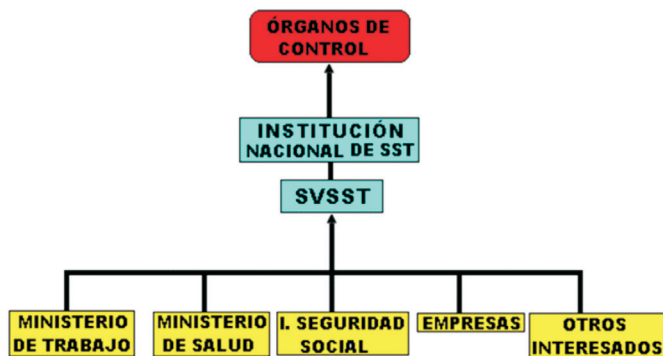 ÓRGANOS DE
CONTROL
INSTITUCIÓN
NACIONAL DE SST
SVSST
MINISTERIO
DE TRABAJO
MINISTERIO
DE SALUD
I. SEGURIDAD
SOCIAL
EMPRESAS
OTROS
INTERESADOS